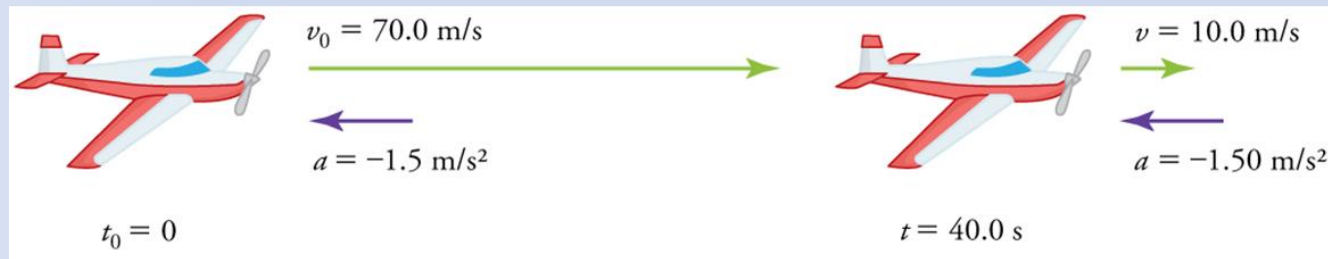 v₀ = 70.0 m/s
a = −1.5 m/s²
t₀ = 0
v = 10.0 m/s
a = −1.50 m/s²
t = 40.0 s